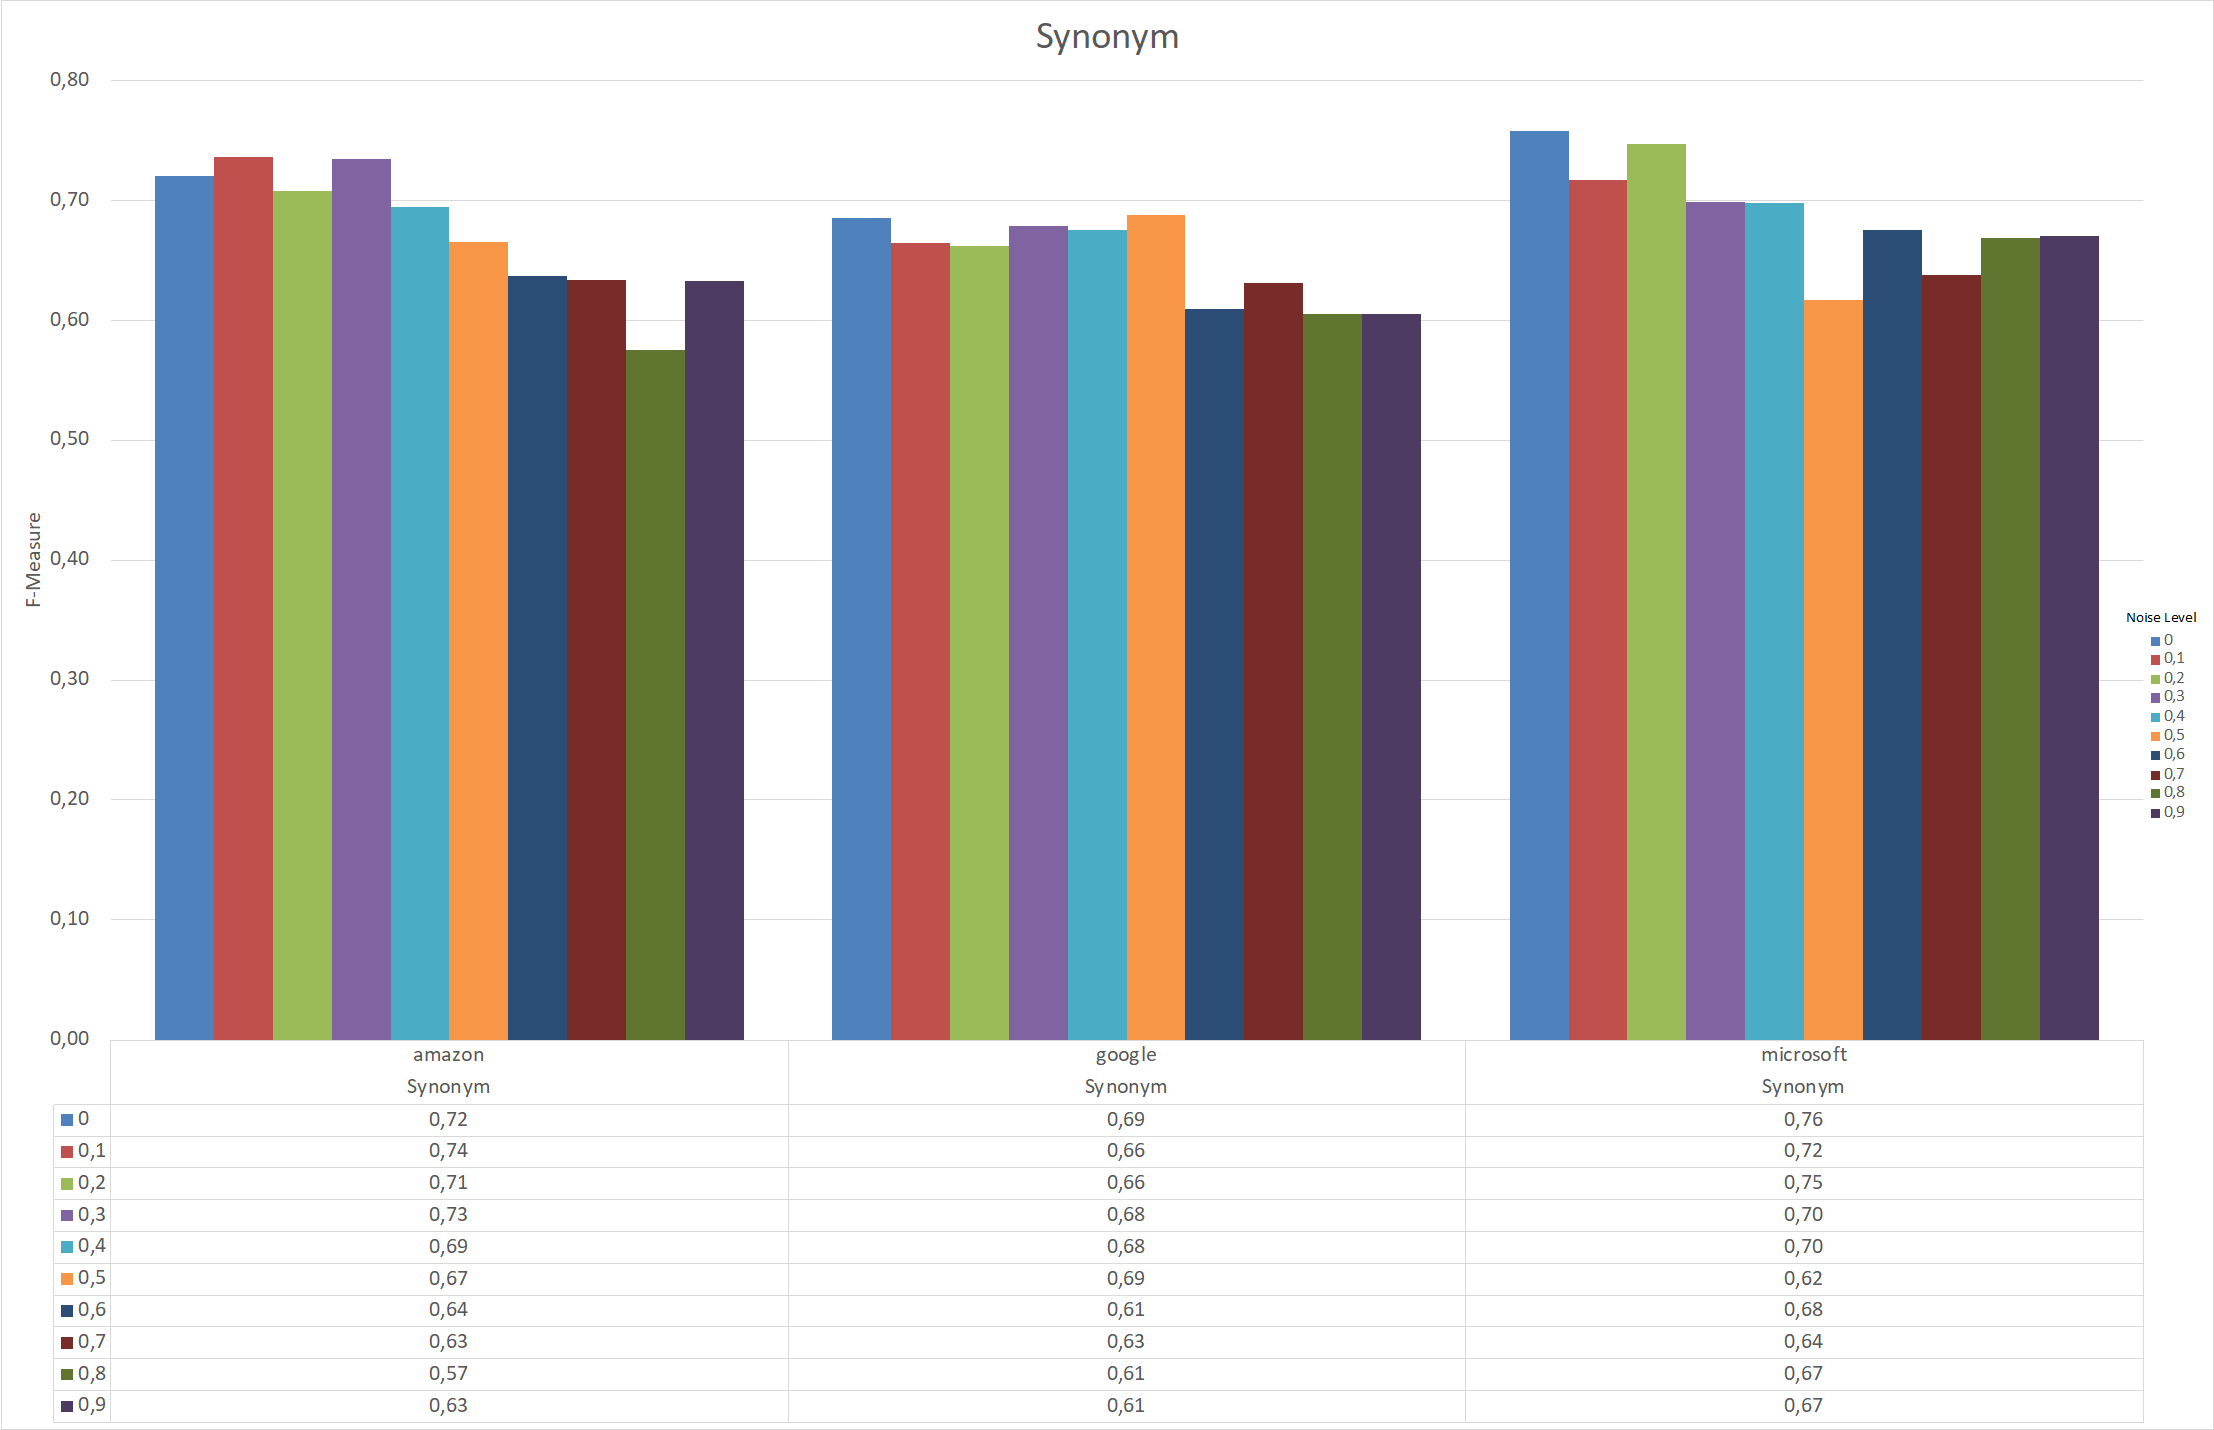 Synonym
0,80
0,70
0,60
0,50
0,40
0,30
0,20
0,10
0,00
F-Measure
Noise Level
0
0,1
0,2
0,3
0,4
0,5
0,6
0,7
0,8
0,9
amazon google microsoft
Synonym Synonym Synonym
0 0,72 0,69 0,76
0,1 0,74 0,66 0,72
0,2 0,71 0,66 0,75
0,3 0,73 0,68 0,70
0,4 0,69 0,68 0,70
0,5 0,67 0,69 0,62
0,6 0,64 0,61 0,68
0,7 0,63 0,63 0,64
0,8 0,57 0,61 0,67
0,9 0,63 0,61 0,67